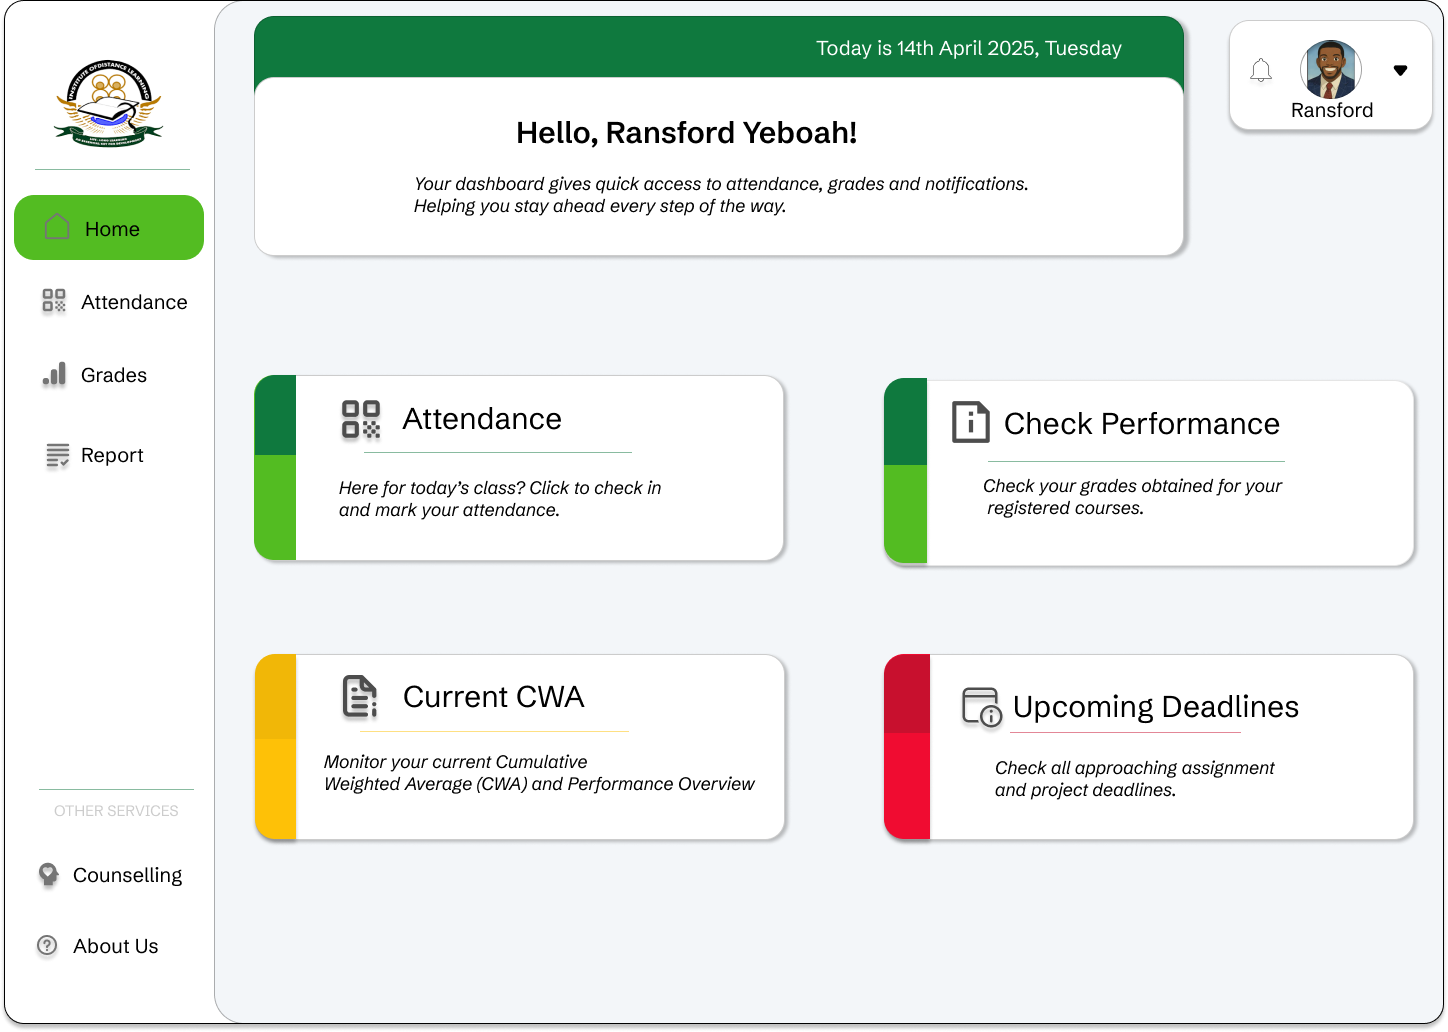 INSTITUTE OF DISTANCE LEARNING
Home
Attendance
Grades
Report
OTHER SERVICES
Counselling
About Us
Today is 14th April 2025, Tuesday
Hello, Ransford Yeboah!
Your dashboard gives quick access to attendance, grades and notifications.
Helping you stay ahead every step of the way.
Ransford
Attendance
Here for today’s class? Click to check in
and mark your attendance.
Check Performance
Check your grades obtained for your
registered courses.
Current CWA
Monitor your current Cumulative
Weighted Average (CWA) and Performance Overview
Upcoming Deadlines
Check all approaching assignment
and project deadlines.